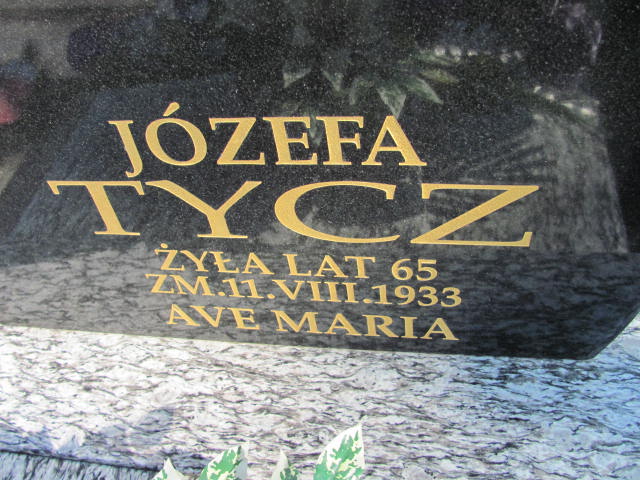 JÓZEFA
TYCZ
ŻYŁA LAT 65
ZM.11.VIII.1933
AVE MARIA